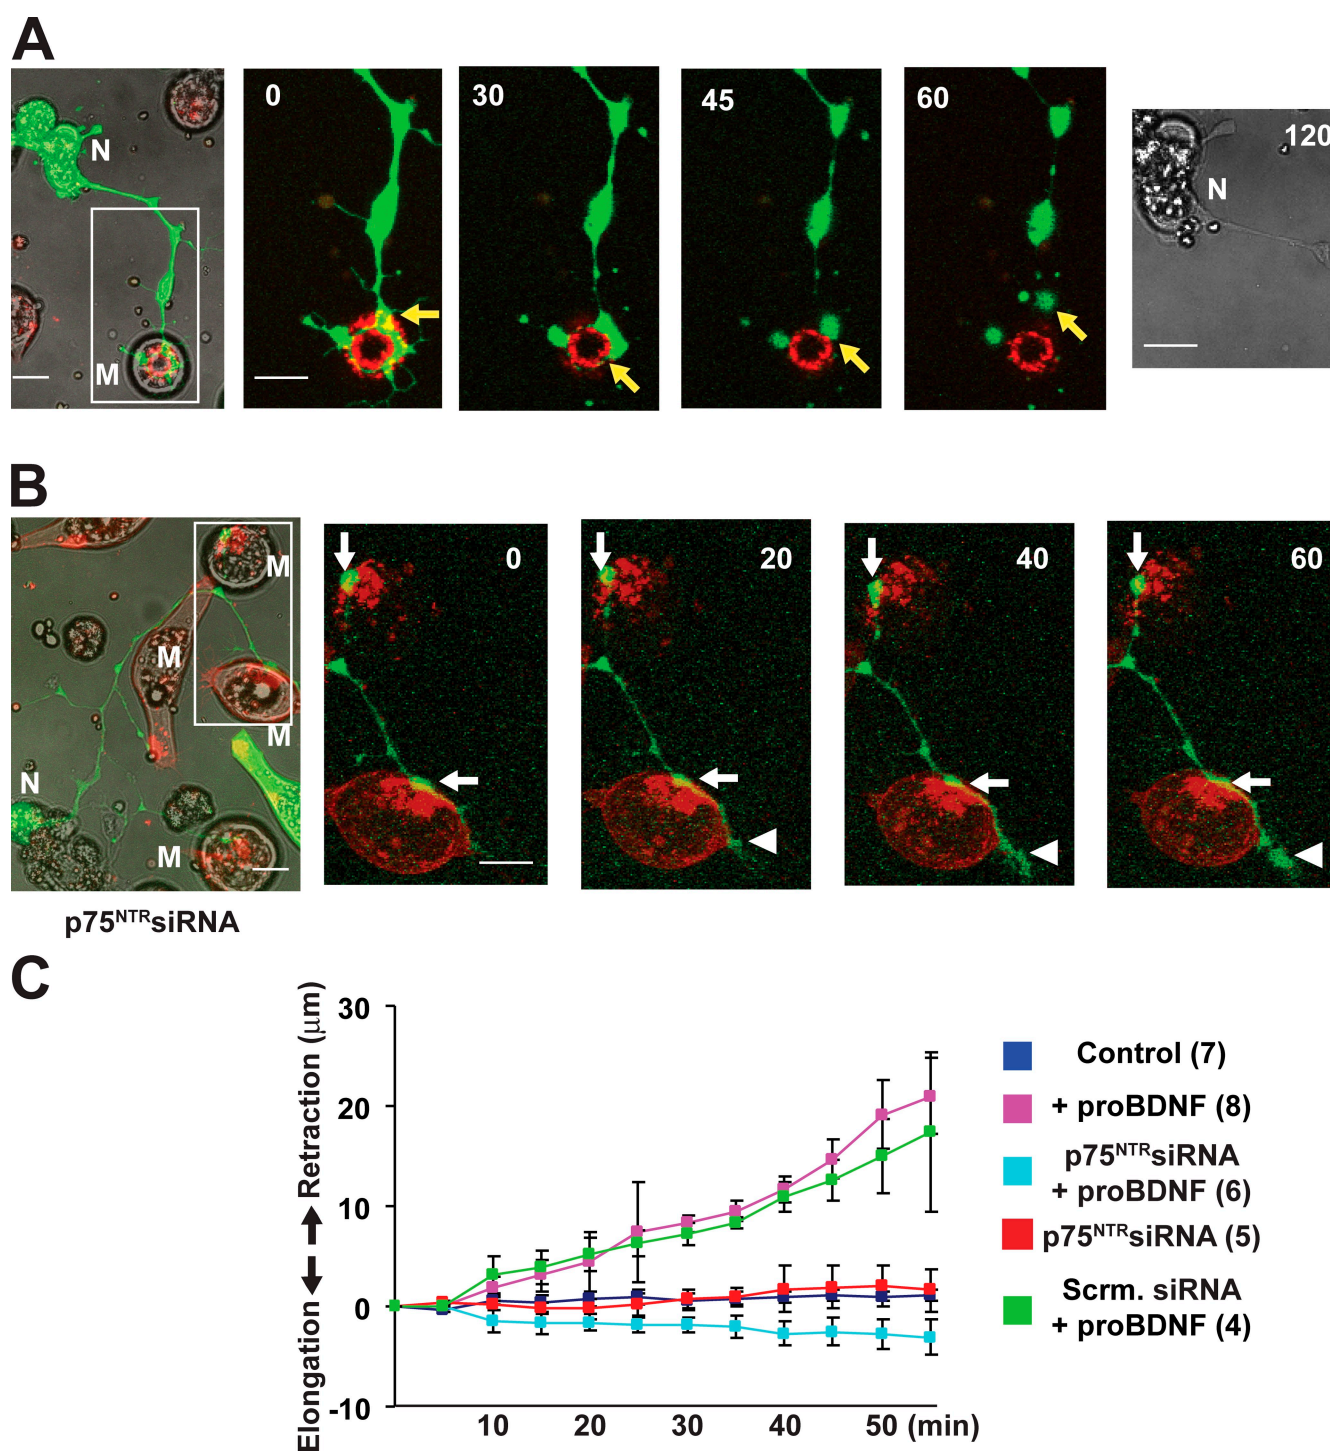 A
N
M
0
30
45
60
120
N
B
M
M
M
N
M
0
20
40
60
p75NTRsiRNA
C
Elongation ← → Retraction (μm)
30
20
10
0
-10
10 20 30 40 50 (min)
Control (7)
+ proBDNF (8)
p75NTRsiRNA
+ proBDNF (6)
p75NTRsiRNA (5)
Scrm. siRNA
+ proBDNF (4)